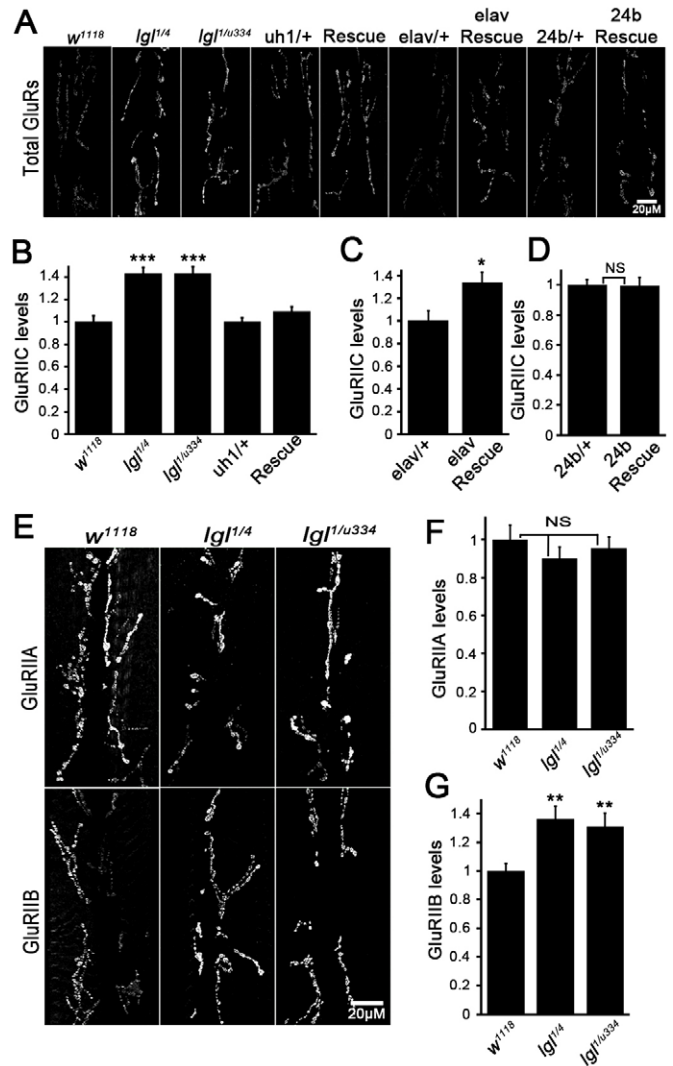 A
w1118 lgl1/4 lgl1/u334 uh1/+ Rescue elav/+ elav Rescue 24b/+ 24b Rescue
Total GluRs
20µM
B
GluRIIC levels
1.4
1.2
1
0.8
0.6
0.4
0.2
0
*** ***
w1118 lgl1/4 lgl1/u334 uh1/+ Rescue
C
GluRIIC levels
1.4
1.2
1
0.8
0.6
0.4
0.2
0
*
elav/+ elav Rescue
D
GluRIIC levels
1
0.8
0.6
0.4
0.2
0
NS
24b/+ 24b Rescue
E
w1118 lgl1/4 lgl1/u334
GluRIIA
GluRIIB
20µM
F
GluRIIA levels
1
0.8
0.6
0.4
0.2
0
NS
w1118 lgl1/4 lgl1/u334
G
GluRIIB levels
1.4
1.2
1
0.8
0.6
0.4
0.2
0
** **
w1118 lgl1/4 lgl1/u334